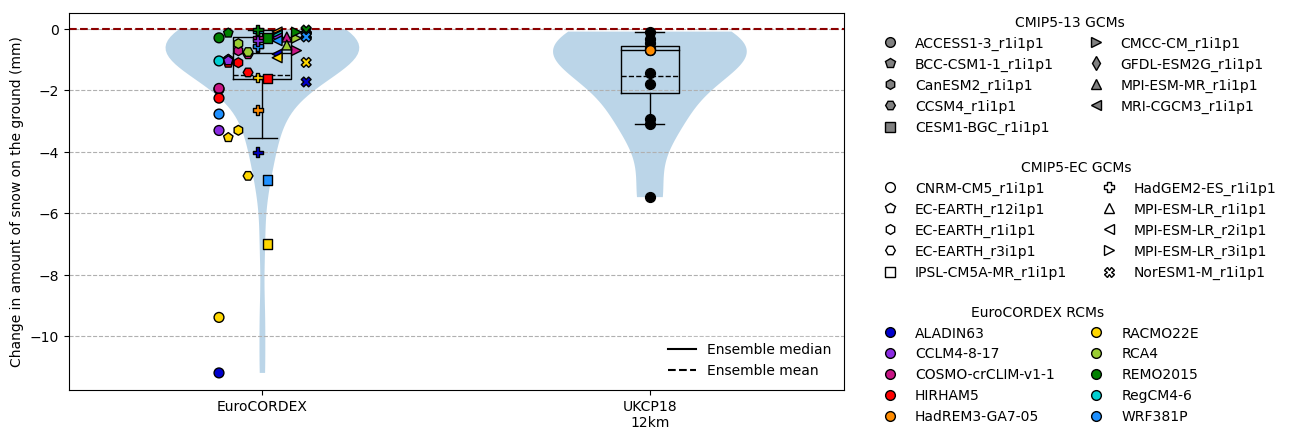 Change in amount of snow on the ground (mm)
0
−2
−4
−6
−8
−10
EuroCORDEX
UKCP18
12km
Ensemble median
Ensemble mean
CMIP5-13 GCMs
ACCESS1-3_r1i1p1
BCC-CSM1-1_r1i1p1
CanESM2_r1i1p1
CCSM4_r1i1p1
CESM1-BGC_r1i1p1
CMCC-CM_r1i1p1
GFDL-ESM2G_r1i1p1
MPI-ESM-MR_r1i1p1
MRI-CGCM3_r1i1p1
CMIP5-EC GCMs
CNRM-CM5_r1i1p1
EC-EARTH_r12i1p1
EC-EARTH_r1i1p1
EC-EARTH_r3i1p1
IPSL-CM5A-MR_r1i1p1
HadGEM2-ES_r1i1p1
MPI-ESM-LR_r1i1p1
MPI-ESM-LR_r2i1p1
MPI-ESM-LR_r3i1p1
NorESM1-M_r1i1p1
EuroCORDEX RCMs
ALADIN63
CCLM4-8-17
COSMO-crCLIM-v1-1
HIRHAM5
HadREM3-GA7-05
RACMO22E
RCA4
REMO2015
RegCM4-6
WRF381P